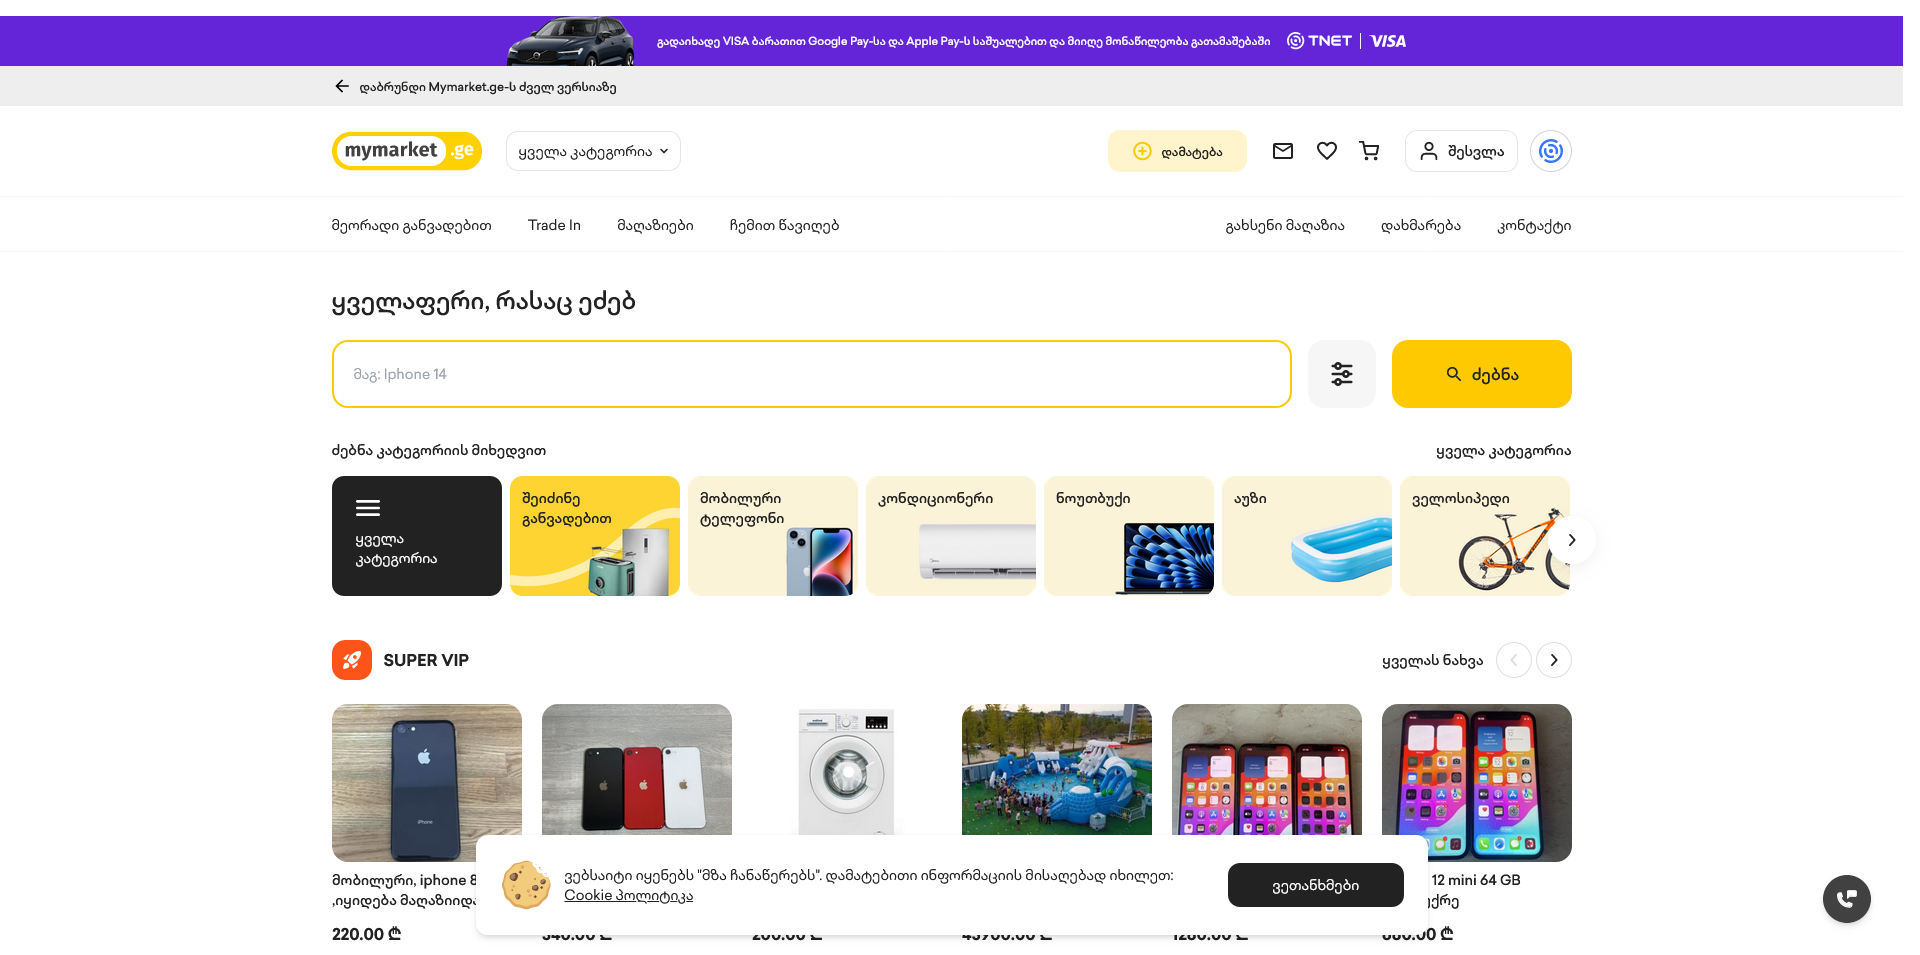 გადაიხადე VISA ბარათით Google Pay-სა და Apple Pay-ს საშუალებით და მიიღე მონაწილეობა გათამაშებაში TNET | VISA
დაბრუნდი Mymarket.ge-ს ძველ ვერსიაზე
mymarket .ge
ყველა კატეგორია
დამატება
შესვლა
მეორადი განვადებით
Trade In
მაღაზიები
ჩემით წავიღებ
გახსენი მაღაზია
დახმარება
კონტაქტი
ყველაფერი, რასაც ეძებ
მაგ: Iphone 14
ძებნა
ძებნა კატეგორიის მიხედვით
ყველა კატეგორია
ყველა
კატეგორია
შეიძინე
განვადებით
მობილური
ტელეფონი
კონდიციონერი
ნოუთბუქი
აუზი
ველოსიპედი
SUPER VIP
ყველას ნახვა
მობილური, iphone 8
,იყიდება მაღაზიიდა
12 mini 64 GB
220.00 ₾
ვებსაიტი იყენებს "მზა ჩანაწერებს". დამატებითი ინფორმაციის მისაღებად იხილეთ:
Cookie პოლიტიკა
ვეთანხმები